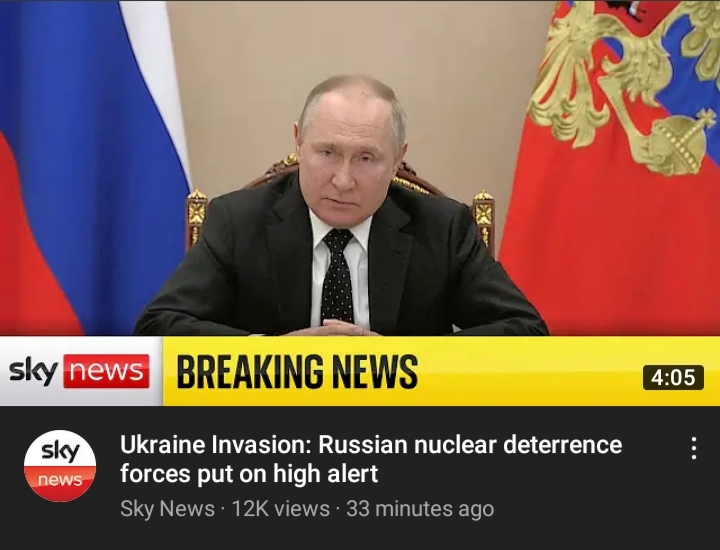 sky news
BREAKING NEWS
4:05
sky
news
Ukraine Invasion: Russian nuclear deterrence
forces put on high alert
Sky News · 12K views · 33 minutes ago